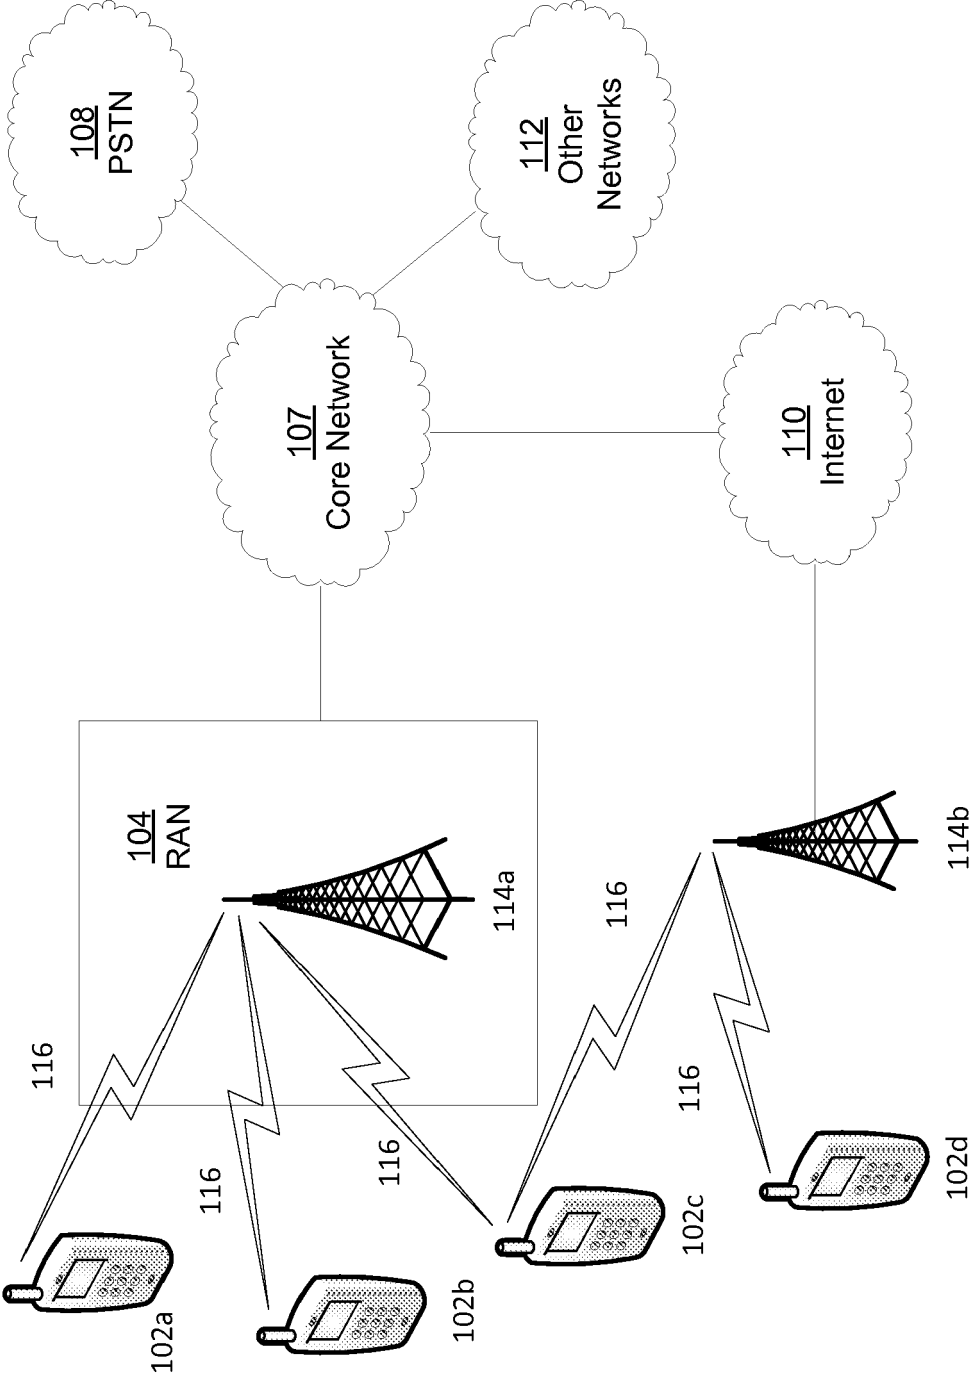 108
PSTN
112
Other
Networks
107
Core Network
110
Internet
104
RAN
114a
114b
116
116
116
116
116
102a
102b
102c
102d